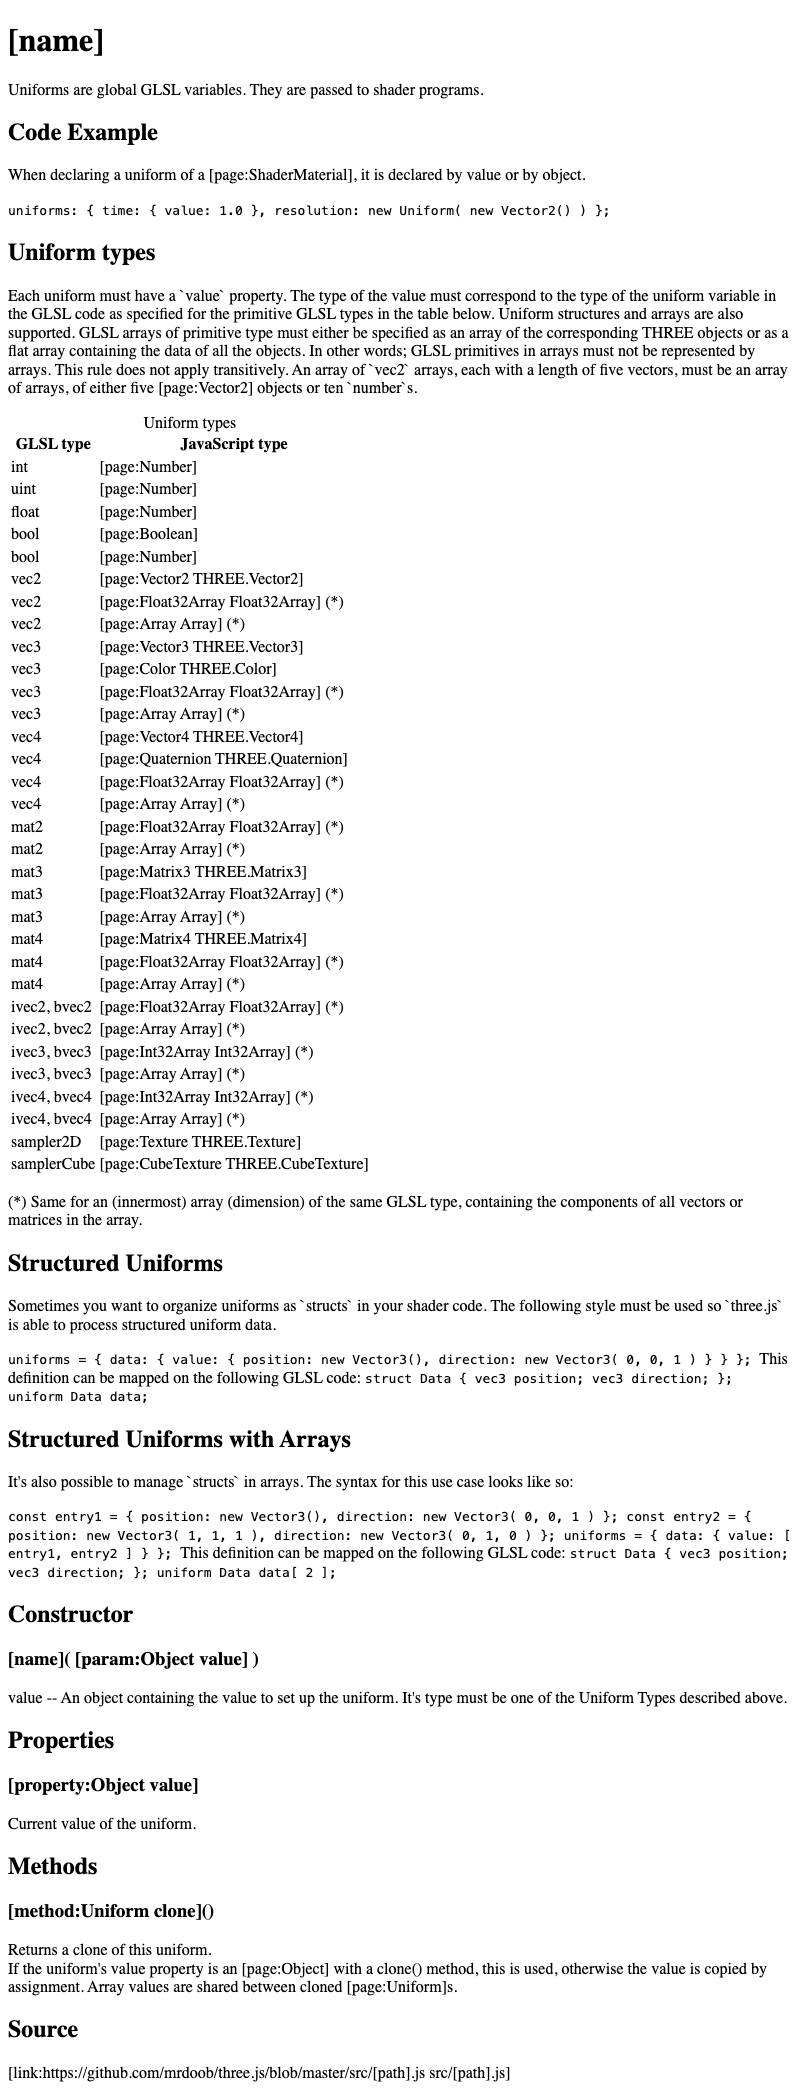 [name]
Uniforms are global GLSL variables. They are passed to shader programs.
Code Example
When declaring a uniform of a [page:ShaderMaterial], it is declared by value or by object.
uniforms: { time: { value: 1.0 }, resolution: new Uniform( new Vector2() ) };
Uniform types
Each uniform must have a `value` property. The type of the value must correspond to the type of the uniform variable in
the GLSL code as specified for the primitive GLSL types in the table below. Uniform structures and arrays are also
supported. GLSL arrays of primitive type must either be specified as an array of the corresponding THREE objects or as a
flat array containing the data of all the objects. In other words; GLSL primitives in arrays must not be represented by
arrays. This rule does not apply transitively. An array of `vec2` arrays, each with a length of five vectors, must be an array
of arrays, of either five [page:Vector2] objects or ten `number`s.
Uniform types
GLSL type JavaScript type
int [page:Number]
uint [page:Number]
float [page:Number]
bool [page:Boolean]
bool [page:Number]
vec2 [page:Vector2 THREE.Vector2]
vec2 [page:Float32Array Float32Array] (*)
vec2 [page:Array Array] (*)
vec3 [page:Vector3 THREE.Vector3]
vec3 [page:Color THREE.Color]
vec3 [page:Float32Array Float32Array] (*)
vec3 [page:Array Array] (*)
vec4 [page:Vector4 THREE.Vector4]
vec4 [page:Quaternion THREE.Quaternion]
vec4 [page:Float32Array Float32Array] (*)
vec4 [page:Array Array] (*)
mat2 [page:Float32Array Float32Array] (*)
mat2 [page:Array Array] (*)
mat3 [page:Matrix3 THREE.Matrix3]
mat3 [page:Float32Array Float32Array] (*)
mat3 [page:Array Array] (*)
mat4 [page:Matrix4 THREE.Matrix4]
mat4 [page:Float32Array Float32Array] (*)
mat4 [page:Array Array] (*)
ivec2, bvec2 [page:Float32Array Float32Array] (*)
ivec2, bvec2 [page:Array Array] (*)
ivec3, bvec3 [page:Int32Array Int32Array] (*)
ivec3, bvec3 [page:Array Array] (*)
ivec4, bvec4 [page:Int32Array Int32Array] (*)
ivec4, bvec4 [page:Array Array] (*)
sampler2D [page:Texture THREE.Texture]
samplerCube [page:CubeTexture THREE.CubeTexture]
(*) Same for an (innermost) array (dimension) of the same GLSL type, containing the components of all vectors or
matrices in the array.
Structured Uniforms
Sometimes you want to organize uniforms as `structs` in your shader code. The following style must be used so `three.js`
is able to process structured uniform data.
uniforms = { data: { value: { position: new Vector3(), direction: new Vector3( 0, 0, 1 ) } } }; This
definition can be mapped on the following GLSL code: struct Data { vec3 position; vec3 direction; };
uniform Data data;
Structured Uniforms with Arrays
It's also possible to manage `structs` in arrays. The syntax for this use case looks like so:
const entry1 = { position: new Vector3(), direction: new Vector3( 0, 0, 1 ) }; const entry2 = {
position: new Vector3( 1, 1, 1 ), direction: new Vector3( 0, 1, 0 ) }; uniforms = { data: { value: [
entry1, entry2 ] } }; This definition can be mapped on the following GLSL code: struct Data { vec3 position;
vec3 direction; }; uniform Data data[ 2 ];
Constructor
[name]( [param:Object value] )
value -- An object containing the value to set up the uniform. It's type must be one of the Uniform Types described above.
Properties
[property:Object value]
Current value of the uniform.
Methods
[method:Uniform clone]()
Returns a clone of this uniform.
If the uniform's value property is an [page:Object] with a clone() method, this is used, otherwise the value is copied by
assignment. Array values are shared between cloned [page:Uniform]s.
Source
[link:https://github.com/mrdoob/three.js/blob/master/src/[path].js src/[path].js]